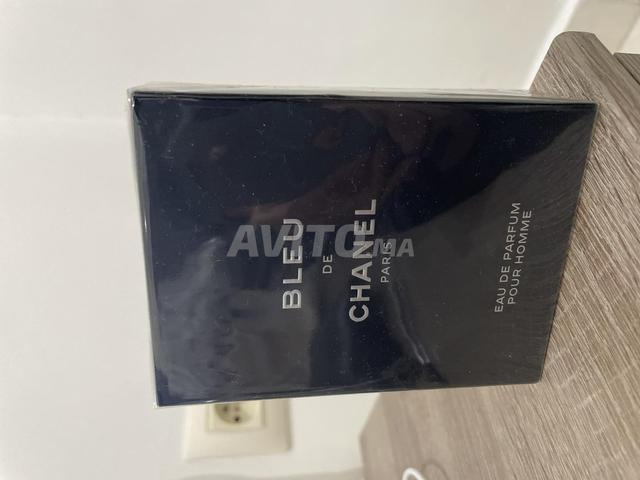 BLEU
DE
CHANEL
PARIS
EAU DE PARFUM
POUR HOMME
AVITO.MA